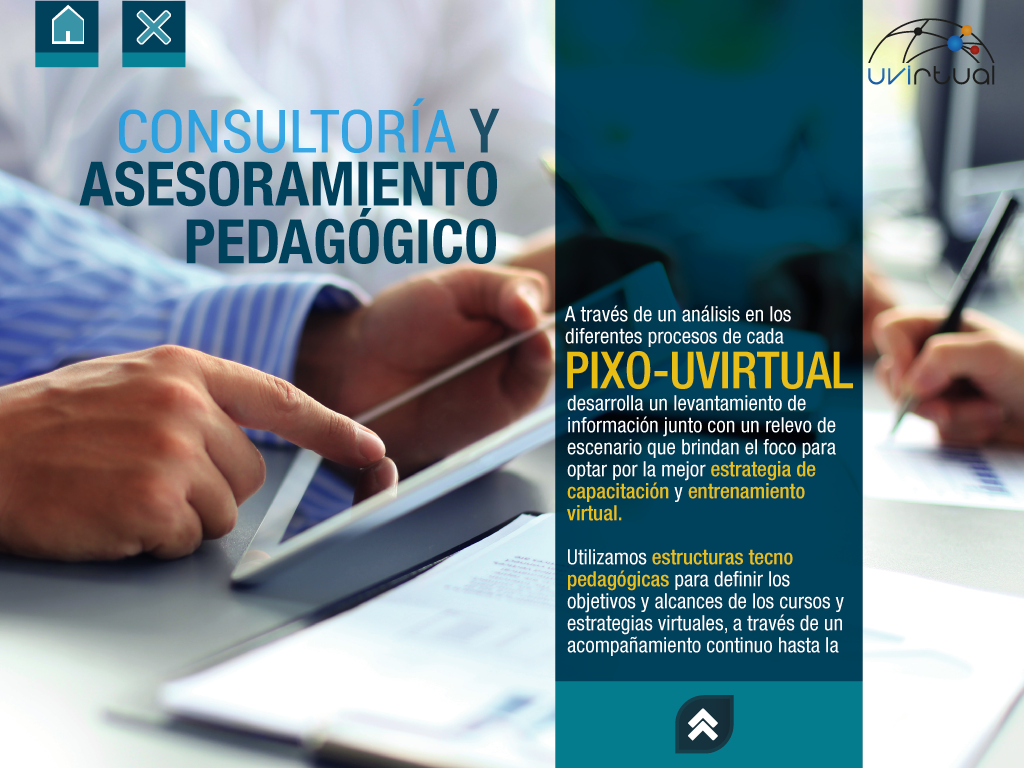 uvirtual
CONSULTORÍA Y
ASESORAMIENTO
PEDAGÓGICO
A través de un análisis en los
diferentes procesos de cada
PIXO-UVIRTUAL
desarrolla un levantamiento de
información junto con un relevo de
escenario que brindan el foco para
optar por la mejor estrategia de
capacitación y entrenamiento
virtual.
Utilizamos estructuras tecno
pedagógicas para definir los
objetivos y alcances de los cursos y
estrategias virtuales, a través de un
acompañamiento continuo hasta la